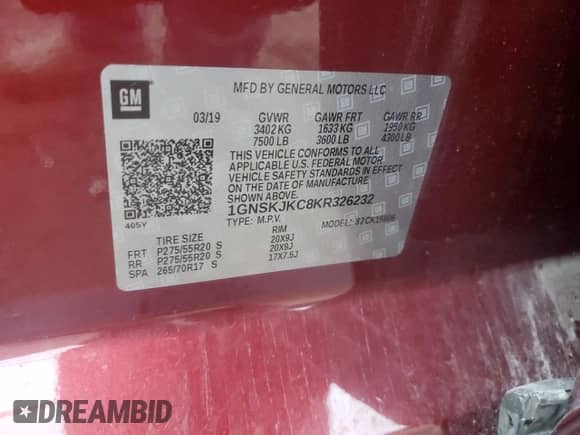 GM
MFD BY GENERAL MOTORS LLC
03/19 GVWR GAWR FRT GAWR RR
3402 KG 1633 KG 1950 KG
7500 LB 3600 LB 4300 LB
THIS VEHICLE CONFORMS TO ALL
APPLICABLE U.S. FEDERAL MOTOR
VEHICLE SAFETY STANDARDS IN EFFECT
ON THE DATE OF MANUFACTURE
SHOWN ABOVE.
1GNSKJKC8KR326232
TYPE: M.P.V. MODEL:
405Y
TIRE SIZE RIM
FRT P275/55R20 S 20X9J
RR P275/55R20 S 20X9J
SPA 265/70R17 S 17X7.5J
DREAMBID